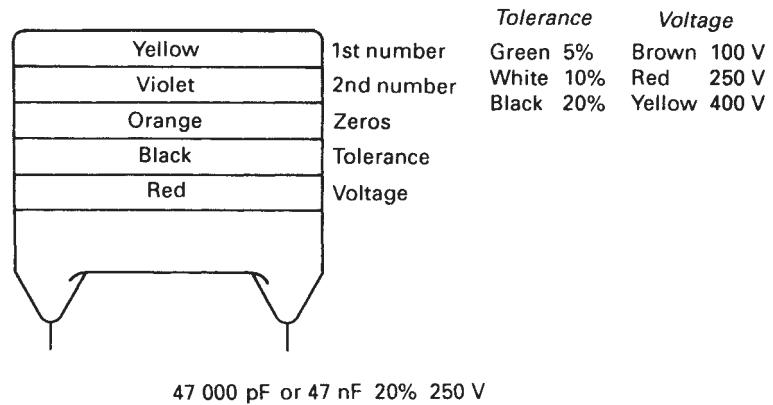 Yellow 1st number
Violet 2nd number
Orange Zeros
Black Tolerance
Red Voltage
Tolerance Voltage
Green 5% Brown 100 V
White 10% Red 250 V
Black 20% Yellow 400 V
47 000 pF or 47 nF 20% 250 V